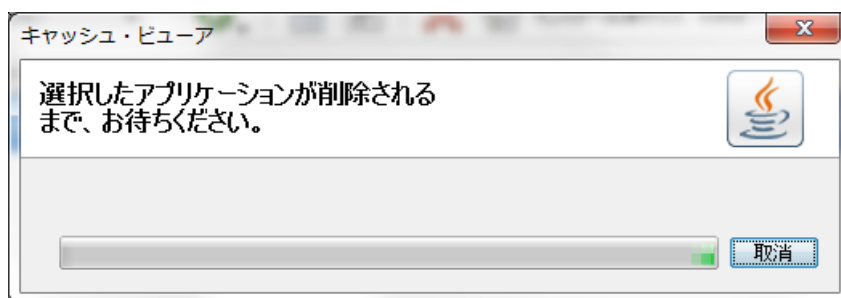 キャッシュ・ビューア
選択したアプリケーションが削除される
まで、お待ちください。
取消